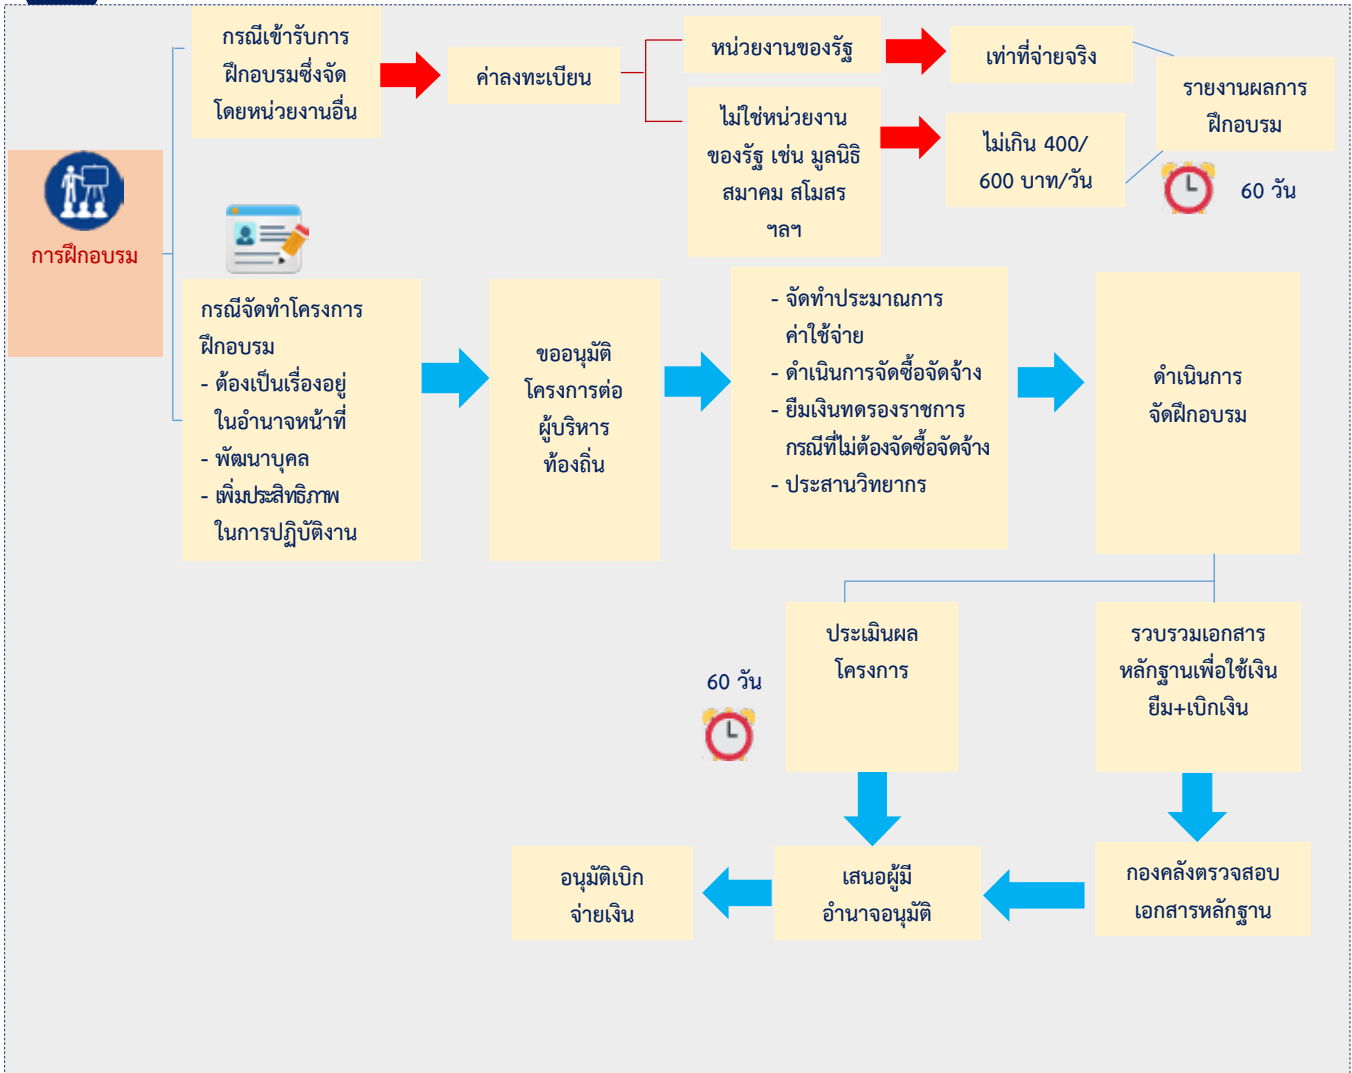 การฝึกอบรม
กรณีเข้ารับการ
ฝึกอบรมซึ่งจัด
โดยหน่วยงานอื่น
ค่าลงทะเบียน
หน่วยงานของรัฐ
เท่าที่จ่ายจริง
ไม่ใช่หน่วยงาน
ของรัฐ เช่น มูลนิธิ
สมาคม สโมสร
ฯลฯ
ไม่เกิน 400/
600 บาท/วัน
รายงานผลการ
ฝึกอบรม
60 วัน
กรณีจัดทำโครงการ
ฝึกอบรม
- ต้องเป็นเรื่องอยู่
ในอำนาจหน้าที่
- พัฒนาบุคล
- เพิ่มประสิทธิภาพ
ในการปฏิบัติงาน
ขออนุมัติ
โครงการต่อ
ผู้บริหาร
ท้องถิ่น
- จัดทำประมาณการ
ค่าใช้จ่าย
- ดำเนินการจัดซื้อจัดจ้าง
- ยืมเงินทดรองราชการ
กรณีที่ไม่ต้องจัดซื้อจัดจ้าง
- ประสานวิทยากร
ดำเนินการ
จัดฝึกอบรม
ประเมินผล
โครงการ
60 วัน
รวบรวมเอกสาร
หลักฐานเพื่อใช้เงิน
ยืม+เบิกเงิน
กองคลังตรวจสอบ
เอกสารหลักฐาน
เสนอผู้มี
อำนาจอนุมัติ
อนุมัติเบิก
จ่ายเงิน